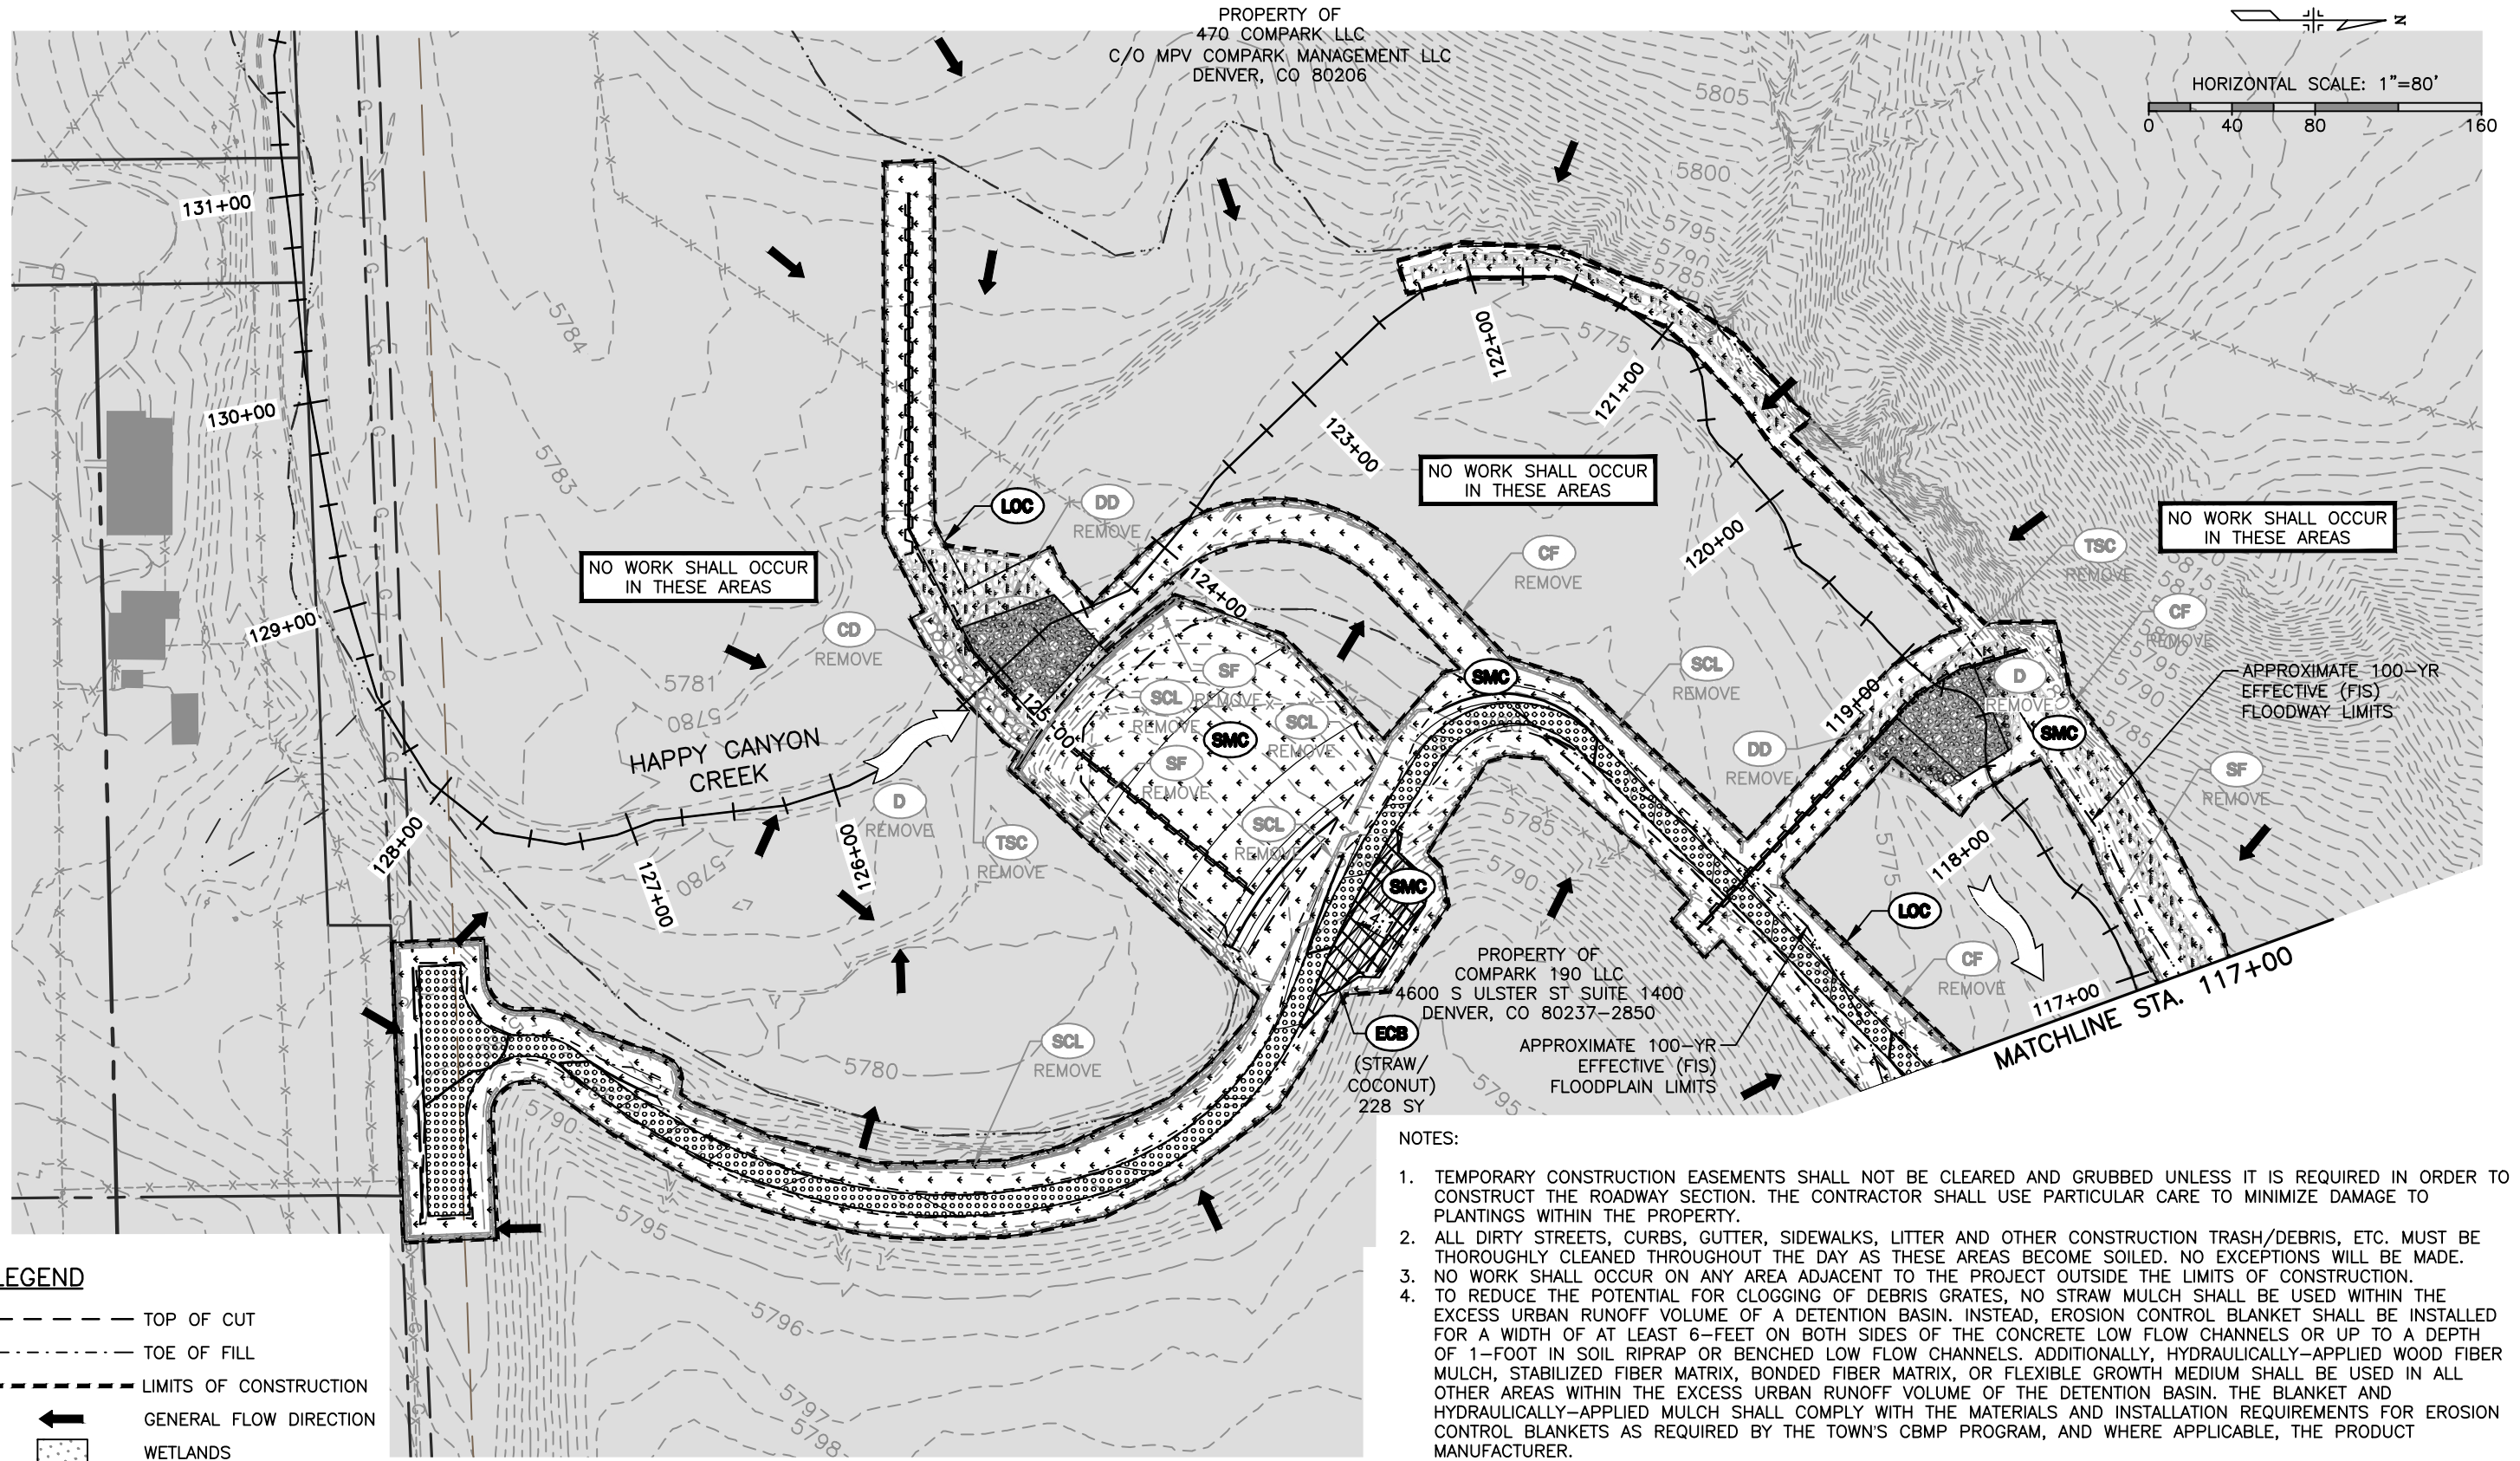 PROPERTY OF
470 COMPARK LLC
C/O MPV COMPARK MANAGEMENT LLC
DENVER, CO 80206
N
HORIZONTAL SCALE: 1"=80'
0 40 80 160
5805
5800
5795
5790
5785
131+00
130+00
129+00
128+00
127+00
126+00
125+00
124+00
123+00
122+00
121+00
120+00
119+00
118+00
117+00
5784
5783
5781
5780
5780
5775
NO WORK SHALL OCCUR
IN THESE AREAS
NO WORK SHALL OCCUR
IN THESE AREAS
NO WORK SHALL OCCUR
IN THESE AREAS
LOC
DD
REMOVE
CF
REMOVE
TSC
REMOVE
CF
REMOVE
CD
REMOVE
SF
REMOVE
SCL
REMOVE
SCL
REMOVE
SMC
SMC
SCL
REMOVE
D
REMOVE
5815
5795
5790
5785
APPROXIMATE 100-YR
EFFECTIVE (FIS)
FLOODWAY LIMITS
SMC
DD
REMOVE
SF
REMOVE
SF
REMOVE
HAPPY CANYON
CREEK
D
REMOVE
TSC
REMOVE
SCL
REMOVE
SMC
5785
5790
5775
5780
LOC
CF
REMOVE
PROPERTY OF
COMPARK 190 LLC
4600 S ULSTER ST SUITE 1400
DENVER, CO 80237-2850
ECB
(STRAW/
COCONUT)
228 SY
APPROXIMATE 100-YR
EFFECTIVE (FIS)
FLOODPLAIN LIMITS
MATCHLINE STA. 117+00
SCL
REMOVE
5780
5790
5795
5795
5796
5797
5798
LEGEND
TOP OF CUT
TOE OF FILL
LIMITS OF CONSTRUCTION
GENERAL FLOW DIRECTION
WETLANDS
NOTES:
1. TEMPORARY CONSTRUCTION EASEMENTS SHALL NOT BE CLEARED AND GRUBBED UNLESS IT IS REQUIRED IN ORDER TO
CONSTRUCT THE ROADWAY SECTION. THE CONTRACTOR SHALL USE PARTICULAR CARE TO MINIMIZE DAMAGE TO
PLANTINGS WITHIN THE PROPERTY.
2. ALL DIRTY STREETS, CURBS, GUTTER, SIDEWALKS, LITTER AND OTHER CONSTRUCTION TRASH/DEBRIS, ETC. MUST BE
THOROUGHLY CLEANED THROUGHOUT THE DAY AS THESE AREAS BECOME SOILED. NO EXCEPTIONS WILL BE MADE.
3. NO WORK SHALL OCCUR ON ANY AREA ADJACENT TO THE PROJECT OUTSIDE THE LIMITS OF CONSTRUCTION.
4. TO REDUCE THE POTENTIAL FOR CLOGGING OF DEBRIS GRATES, NO STRAW MULCH SHALL BE USED WITHIN THE
EXCESS URBAN RUNOFF VOLUME OF A DETENTION BASIN. INSTEAD, EROSION CONTROL BLANKET SHALL BE INSTALLED
FOR A WIDTH OF AT LEAST 6-FEET ON BOTH SIDES OF THE CONCRETE LOW FLOW CHANNELS OR UP TO A DEPTH
OF 1-FOOT IN SOIL RIPRAP OR BENCHED LOW FLOW CHANNELS. ADDITIONALLY, HYDRAULICALLY-APPLIED WOOD FIBER
MULCH, STABILIZED FIBER MATRIX, BONDED FIBER MATRIX, OR FLEXIBLE GROWTH MEDIUM SHALL BE USED IN ALL
OTHER AREAS WITHIN THE EXCESS URBAN RUNOFF VOLUME OF THE DETENTION BASIN. THE BLANKET AND
HYDRAULICALLY-APPLIED MULCH SHALL COMPLY WITH THE MATERIALS AND INSTALLATION REQUIREMENTS FOR EROSION
CONTROL BLANKETS AS REQUIRED BY THE TOWN'S CBMP PROGRAM, AND WHERE APPLICABLE, THE PRODUCT
MANUFACTURER.